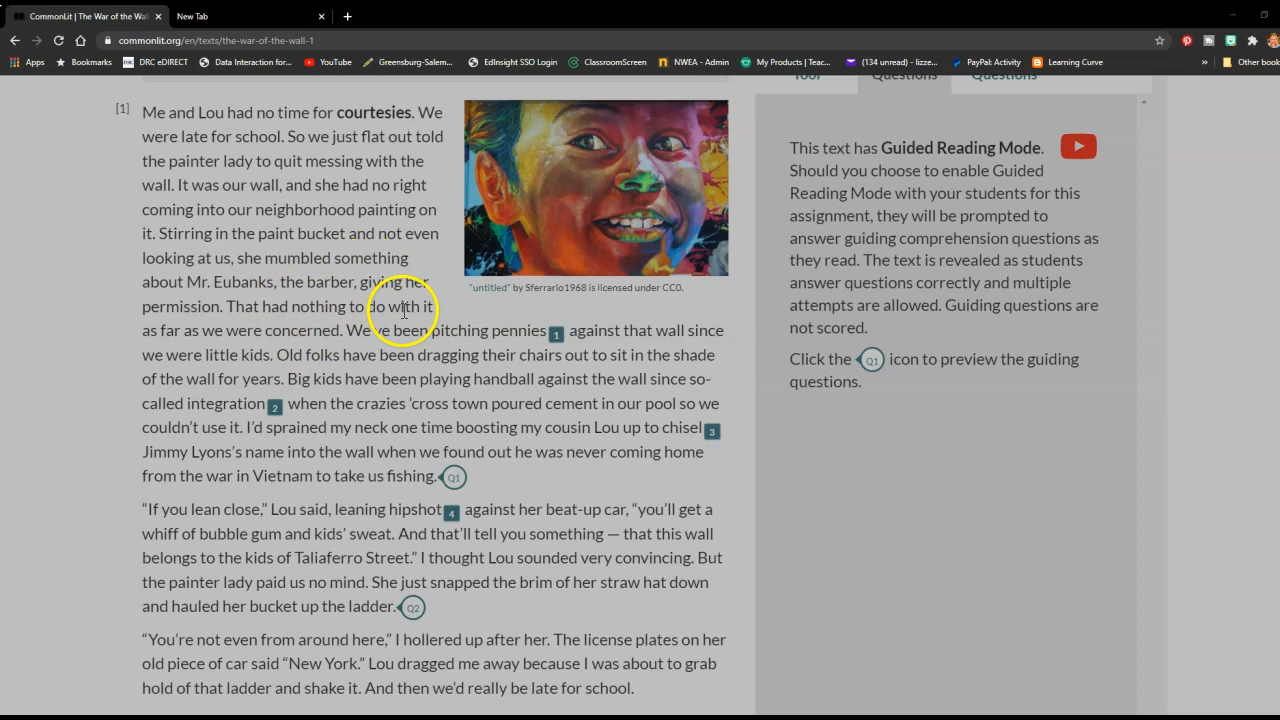 CommonLit | The War of the Wal
New Tab
commonlit.org/en/texts/the-war-of-the-wall-1
Apps Bookmarks DRC eDIRECT Data Interaction for... YouTube Greensburg-Salem... EdInsight SSO Login ClassroomScreen NWEA - Admin My Products | Teac... (134 unread) - lizze... PayPal: Activity Learning Curve » Other book
Questions Questions
[1] Me and Lou had no time for courtesies. We
were late for school. So we just flat out told
the painter lady to quit messing with the
wall. It was our wall, and she had no right
coming into our neighborhood painting on
it. Stirring in the paint bucket and not even
looking at us, she mumbled something
about Mr. Eubanks, the barber, giving her
permission. That had nothing to do with it
as far as we were concerned. We've been pitching pennies 1 against that wall since
we were little kids. Old folks have been dragging their chairs out to sit in the shade
of the wall for years. Big kids have been playing handball against the wall since so-
called integration 2 when the crazies ’cross town poured cement in our pool so we
couldn’t use it. I’d sprained my neck one time boosting my cousin Lou up to chisel 3
Jimmy Lyons’s name into the wall when we found out he was never coming home
from the war in Vietnam to take us fishing. Q1
“If you lean close,” Lou said, leaning hipshot 4 against her beat-up car, “you’ll get a
whiff of bubble gum and kids’ sweat. And that’ll tell you something — that this wall
belongs to the kids of Taliaferro Street.” I thought Lou sounded very convincing. But
the painter lady paid us no mind. She just snapped the brim of her straw hat down
and hauled her bucket up the ladder. Q2
“You’re not even from around here,” I hollered up after her. The license plates on her
old piece of car said “New York.” Lou dragged me away because I was about to grab
hold of that ladder and shake it. And then we’d really be late for school.
"untitled" by Sferrario1968 is licensed under CC0.
This text has Guided Reading Mode.
Should you choose to enable Guided
Reading Mode with your students for this
assignment, they will be prompted to
answer guiding comprehension questions as
they read. The text is revealed as students
answer questions correctly and multiple
attempts are allowed. Guiding questions are
not scored.
Click the Q1 icon to preview the guiding
questions.